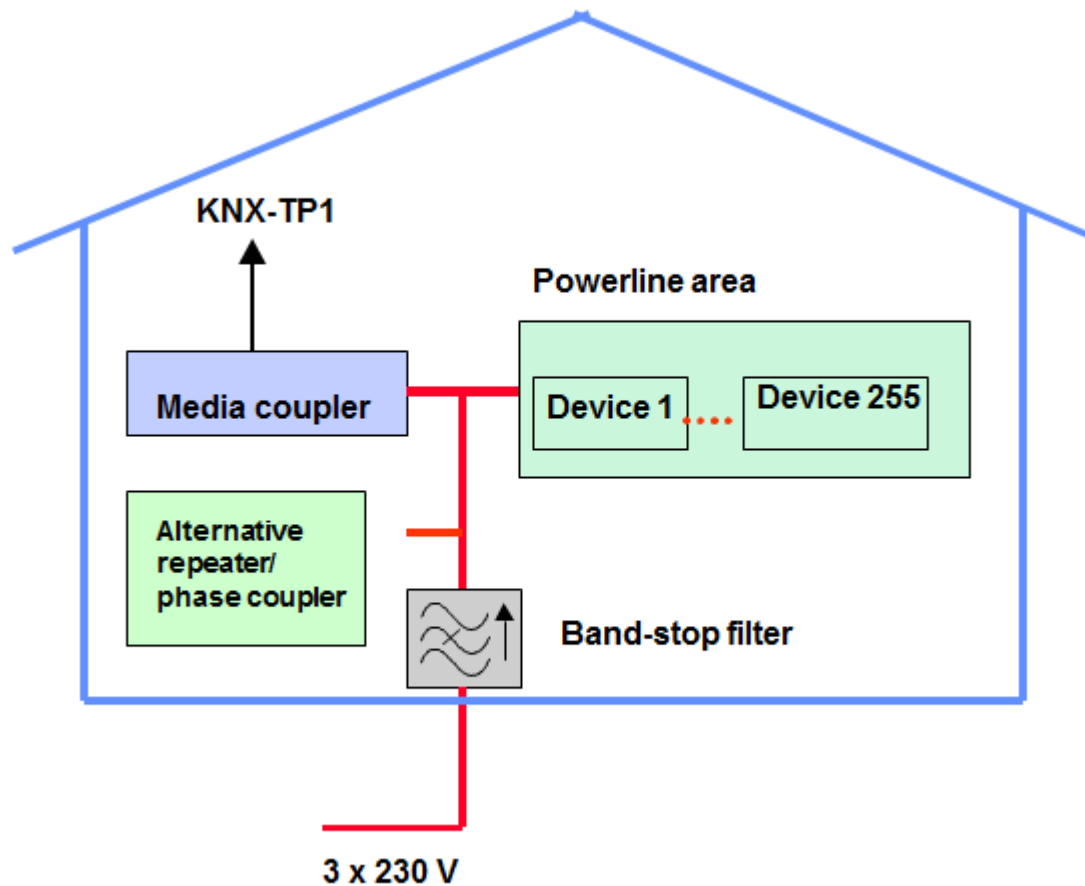 KNX-TP1
Powerline area
Media coupler
Device 1
Device 255
Alternative
repeater/
phase coupler
Band-stop filter
3 x 230 V